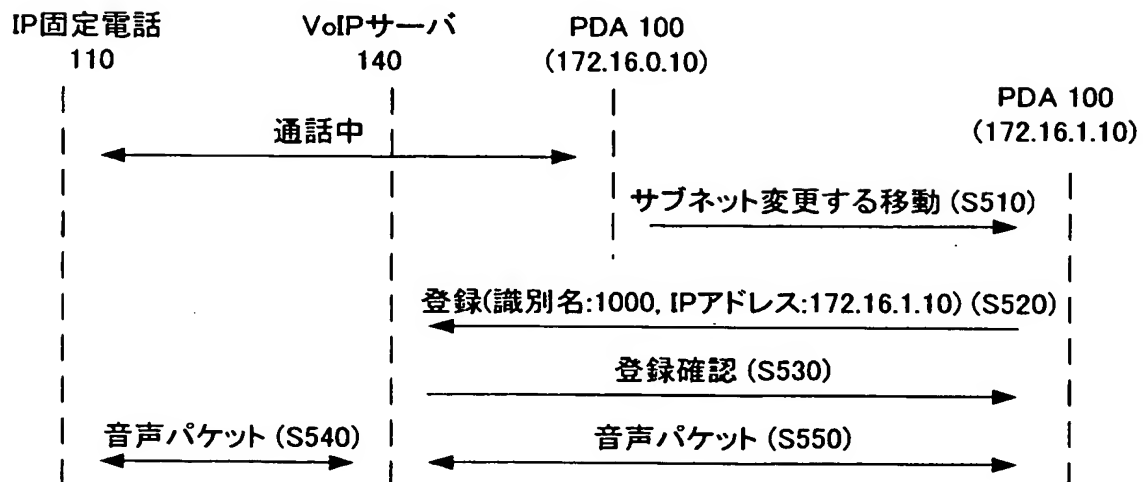 IP固定電話
110
VoIPサーバ
140
PDA 100
(172.16.0.10)
PDA 100
(172.16.1.10)
通話中
サブネット変更する移動 (S510)
登録(識別名:1000, IPアドレス:172.16.1.10) (S520)
登録確認 (S530)
音声パケット (S540)
音声パケット (S550)